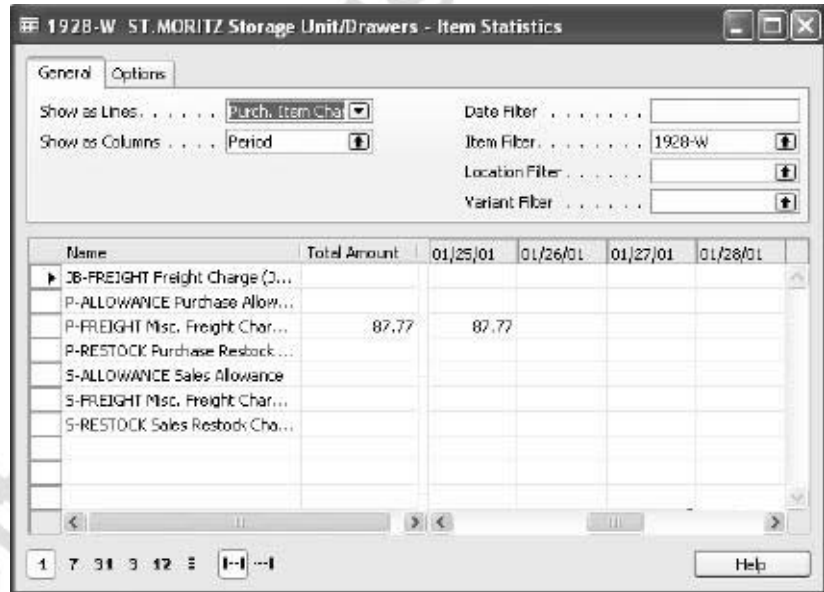 1928-W ST.MORITZ Storage Unit/Drawers - Item Statistics
General Options
Show as Lines. . . . . . Purch. Item Cha
Show as Columns . . . . Period
Date Filter . . . . . . .
Item Filter. . . . . . . . 1928-W
Location Filter . . . . . .
Variant Filter . . . . . .
Name Total Amount 01/25/01 01/26/01 01/27/01 01/28/01
JB-FREIGHT Freight Charge (J...
P-ALLOWANCE Purchase Allow...
P-FREIGHT Misc. Freight Char... 87.77 87.77
P-RESTOCK Purchase Restock ...
S-ALLOWANCE Sales Allowance
S-FREIGHT Misc. Freight Char...
S-RESTOCK Sales Restock Cha...
1 7 31 3 12 Help